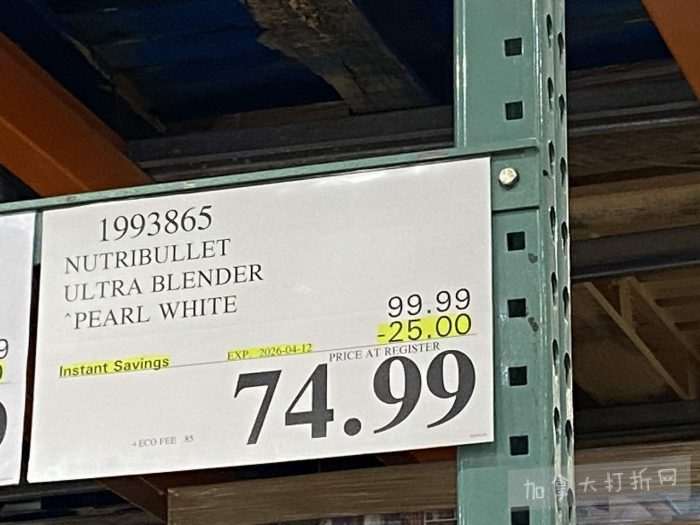 1993865
NUTRIBULLET
ULTRA BLENDER
^PEARL WHITE
99.99
-25.00
Instant Savings
EXP. 2026-04-12
PRICE AT REGISTER
74.99
+ ECO FEE .85
加拿大打折网